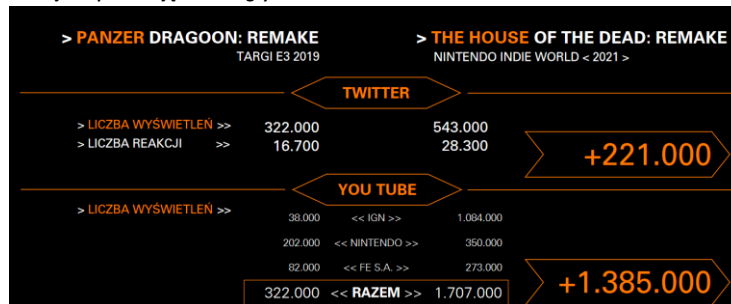 > PANZER DRAGOON: REMAKE > THE HOUSE OF THE DEAD: REMAKE
TARGI E3 2019 NINTENDO INDIE WORLD < 2021 >
TWITTER
> LICZBA WYŚWIETLEŃ >> 322.000 543.000
> LICZBA REAKCJI >> 16.700 28.300
+221.000
YOU TUBE
> LICZBA WYŚWIETLEŃ >>
38.000 << IGN >> 1.084.000
202.000 << NINTENDO >> 350.000
82.000 << FE S.A. >> 273.000
322.000 << RAZEM >> 1.707.000
+1.385.000